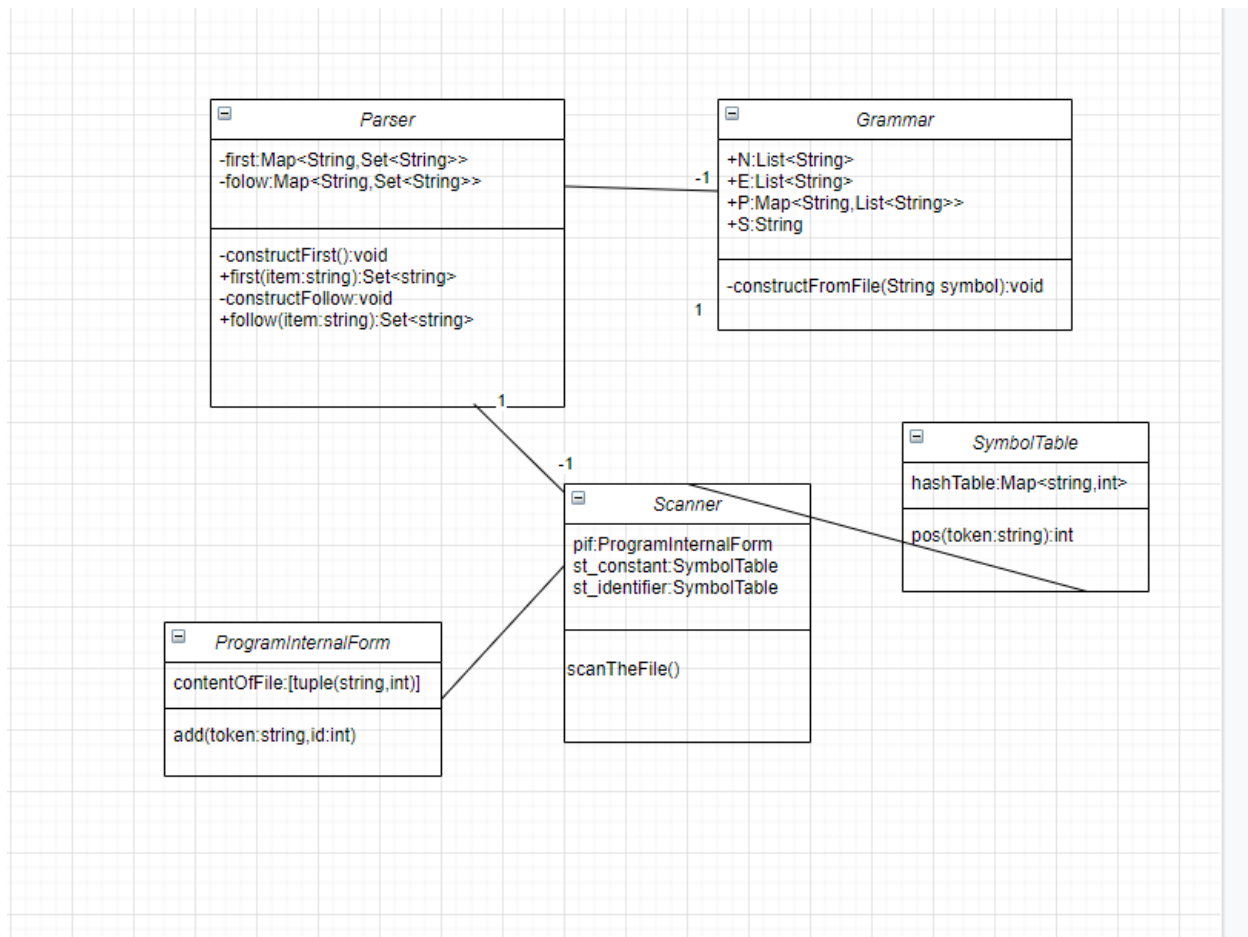 Parser
-first:Map<String,Set<String>>
-folow:Map<String,Set<String>>
-constructFirst():void
+first(item:string):Set<string>
-constructFollow:void
+follow(item:string):Set<string>
1
-1
Grammar
+N:List<String>
+E:List<String>
+P:Map<String,List<String>>
+S:String
-constructFromFile(String symbol):void
1
-1
Scanner
pif:ProgramInternalForm
st_constant:SymbolTable
st_identifier:SymbolTable
scanTheFile()
SymbolTable
hashTable:Map<string,int>
pos(token:string):int
ProgramInternalForm
contentOfFile:[tuple(string,int)]
add(token:string,id:int)